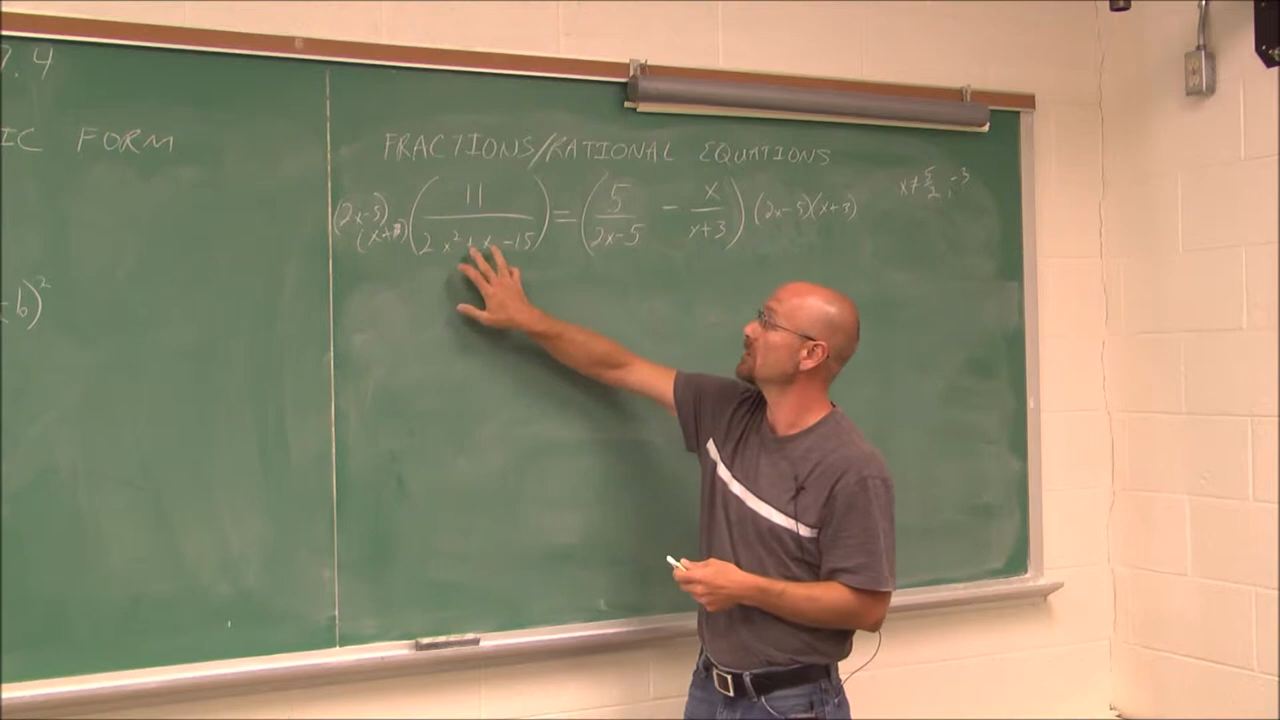 7.4
IC FORM
b)²
FRACTIONS/RATIONAL EQUATIONS
(2x-5)(x+3) (11/(2x²+x-15)) = (5/(2x-5) - x/(x+3)) (2x-5)(x+3)
x≠5/2, -3